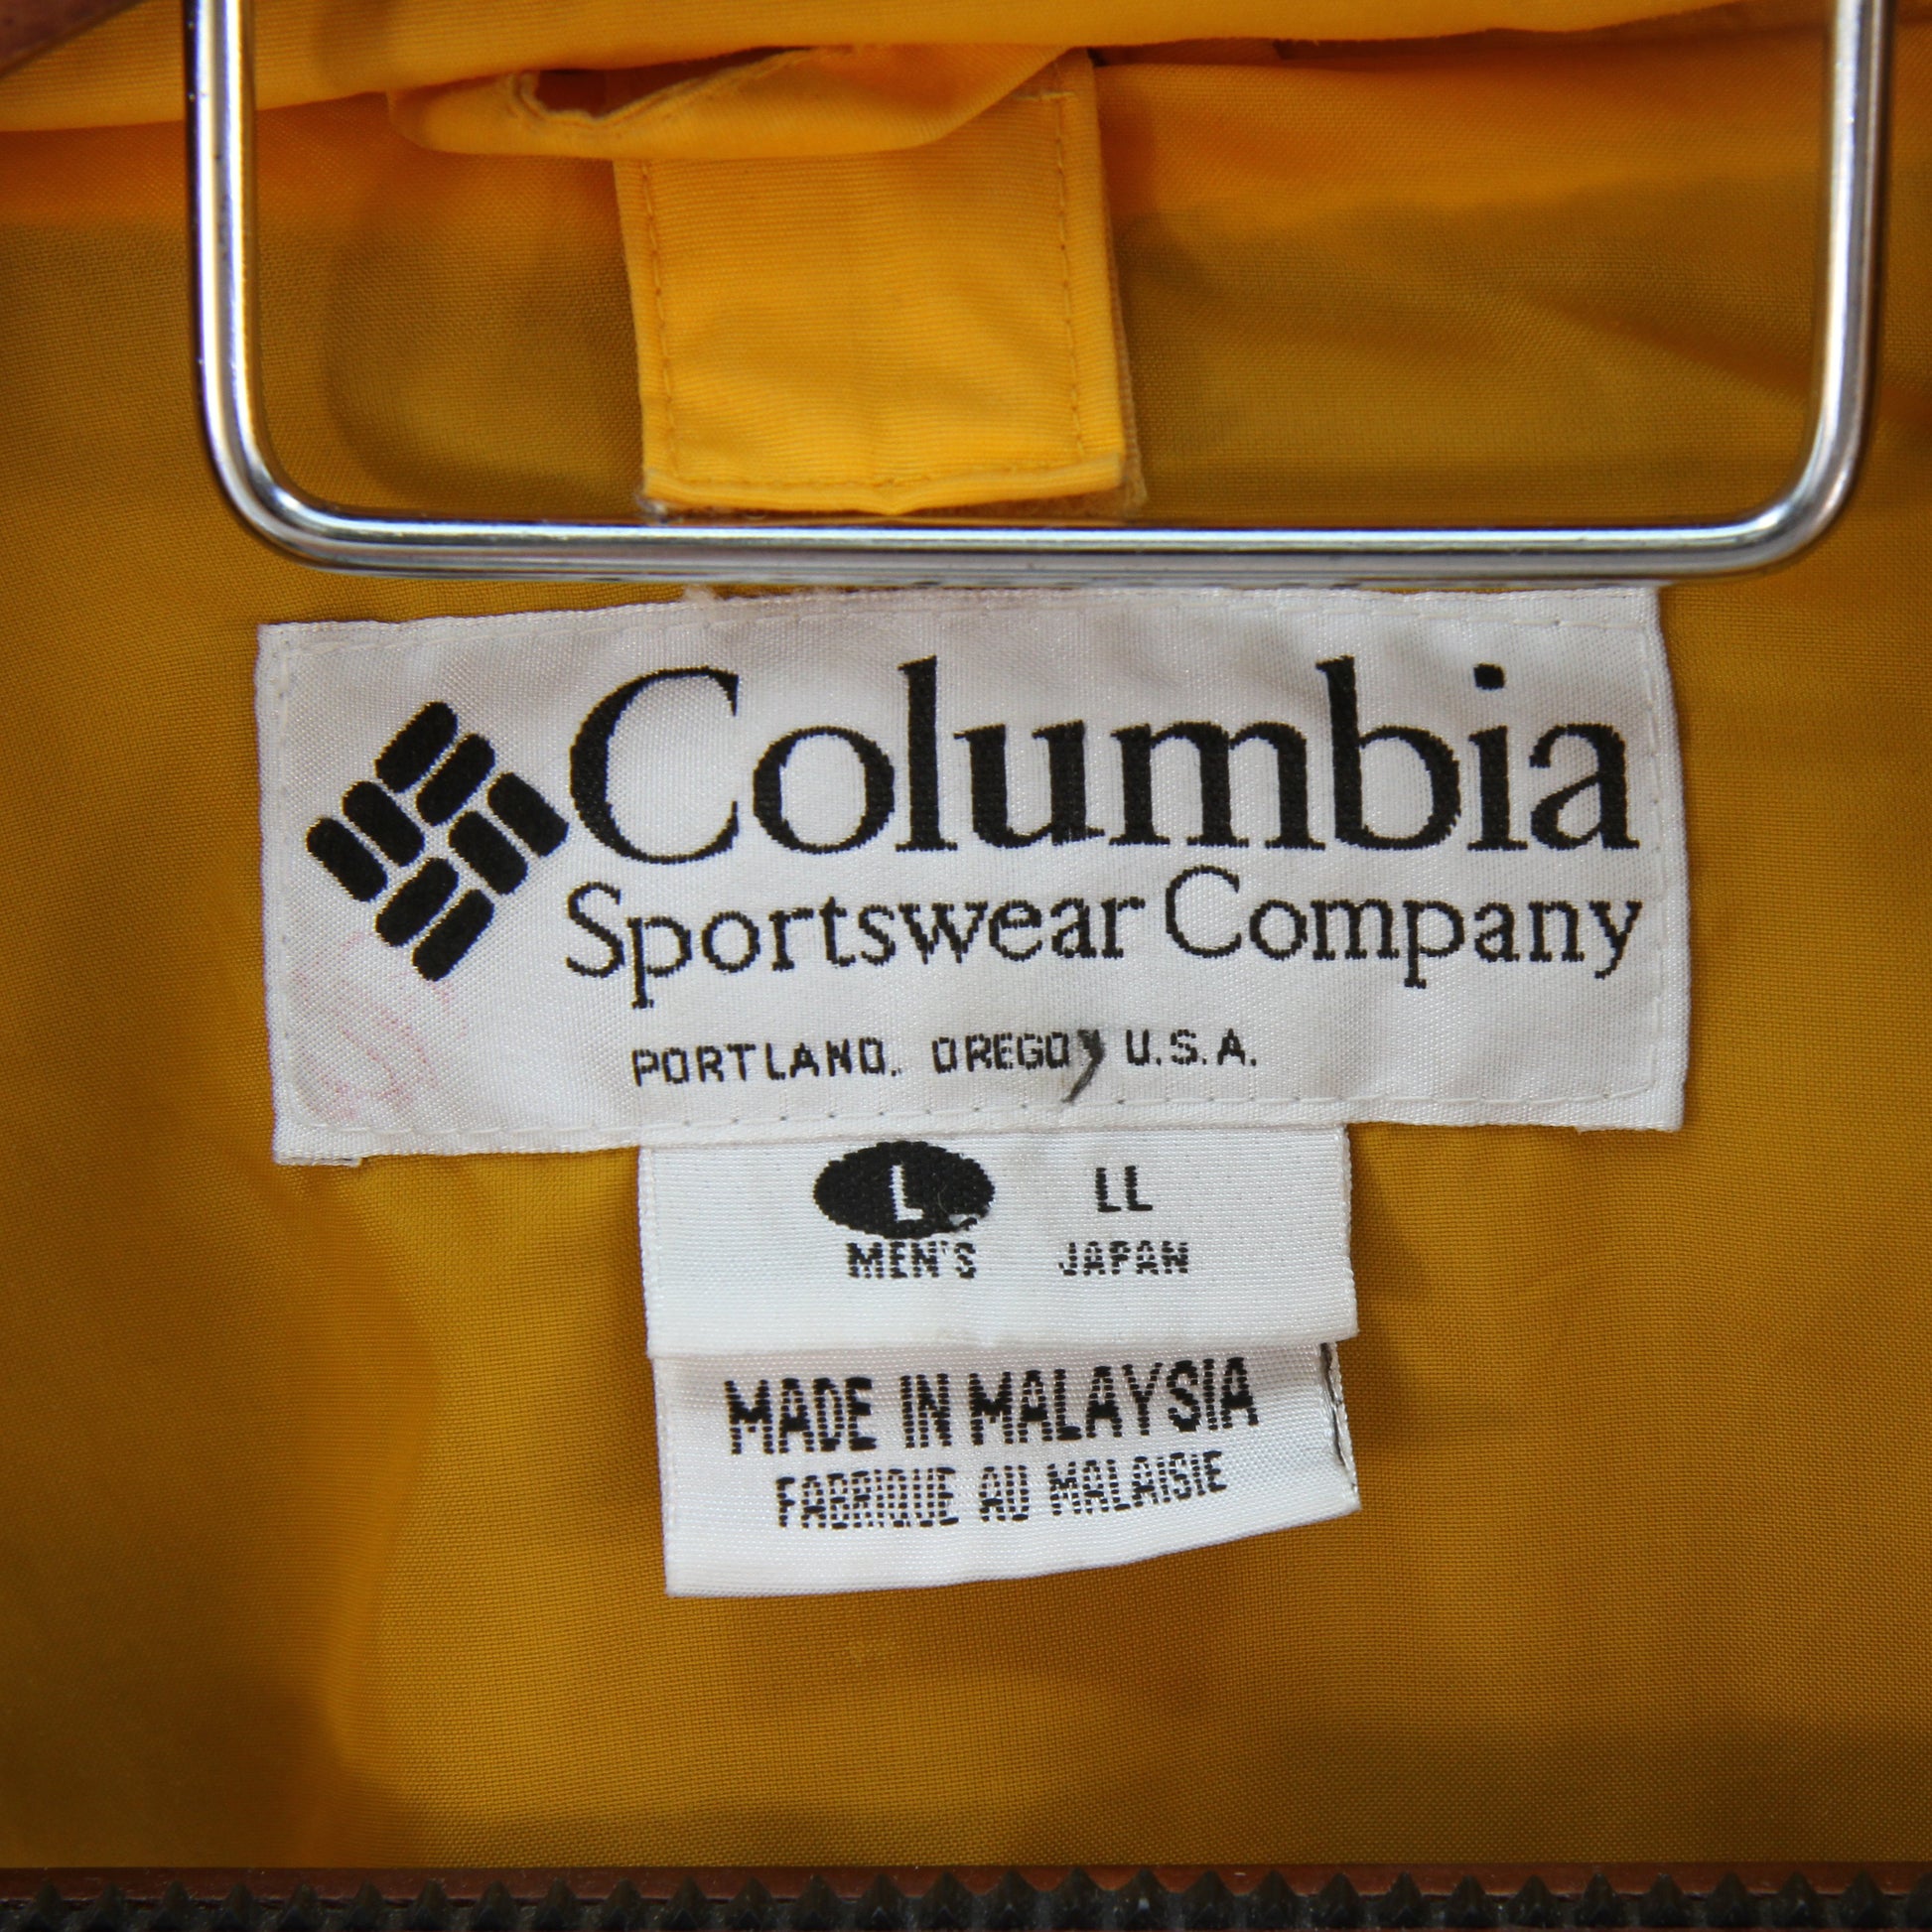 Columbia
Sportswear Company
PORTLAND, OREGON U.S.A.
L LL
MEN'S JAPAN
MADE IN MALAYSIA
FABRIQUE AU MALAISIE